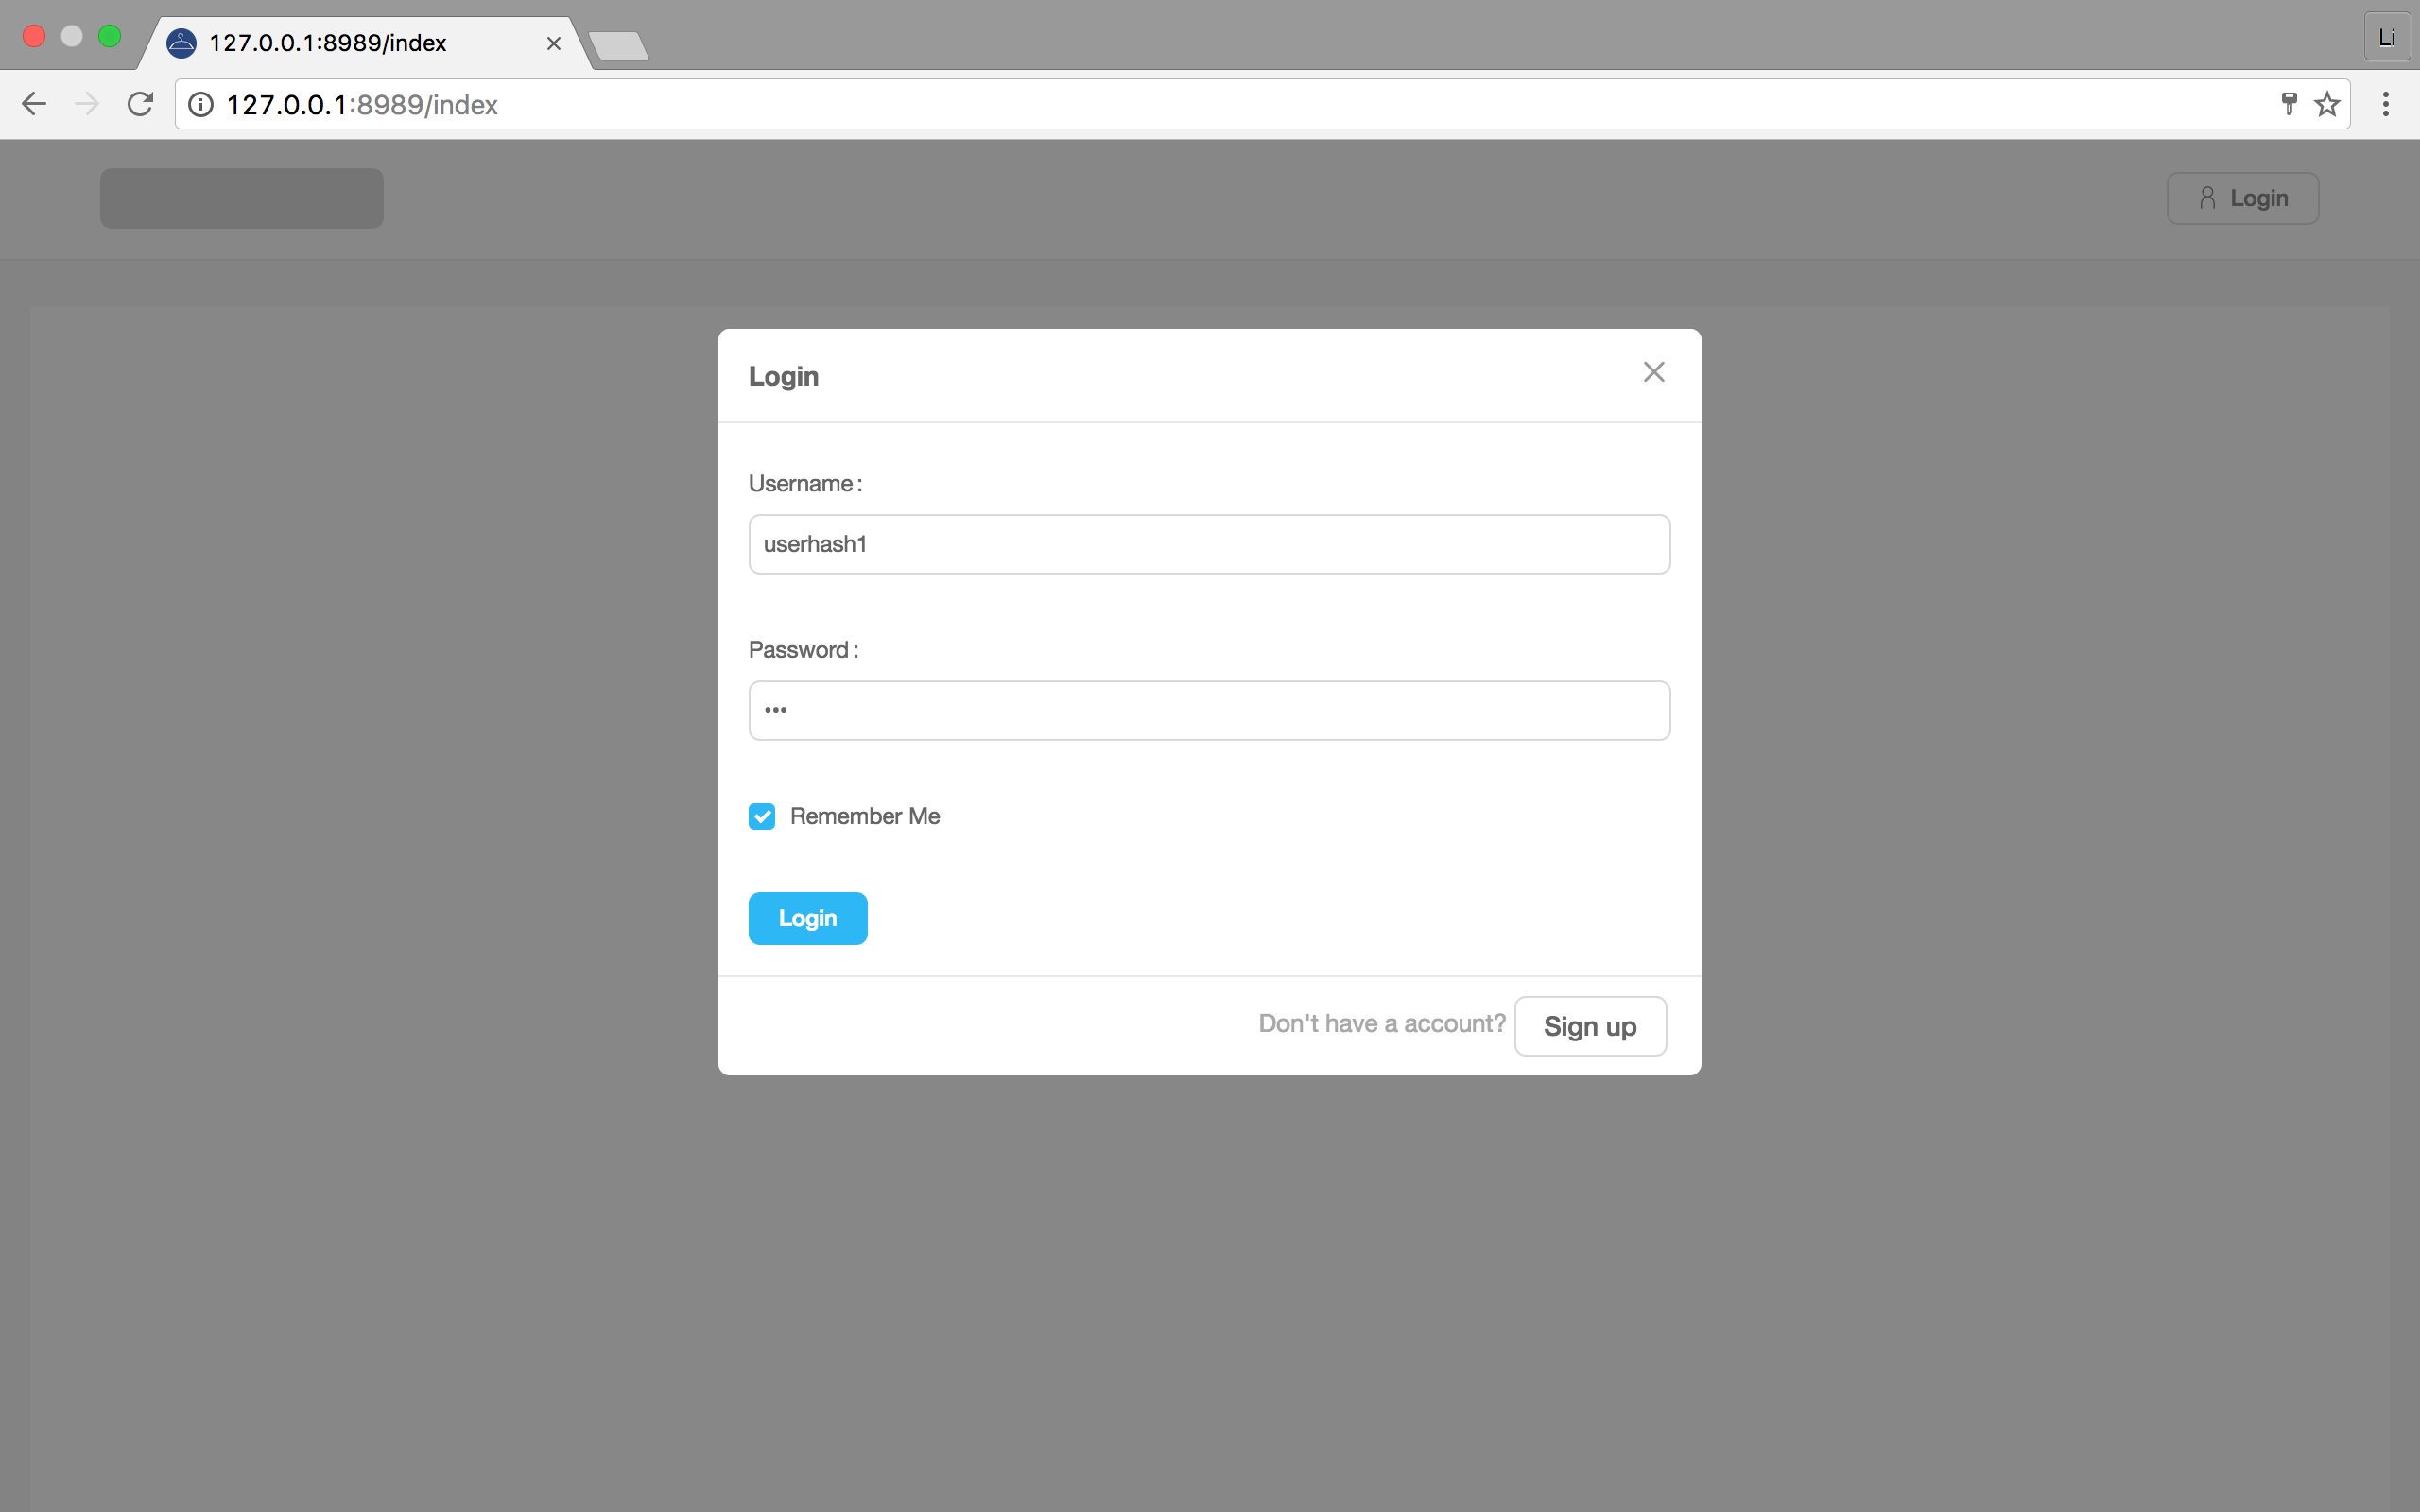 127.0.0.1:8989/index
Li
127.0.0.1:8989/index
Login
Login
Username:
userhash1
Password:
•••
Remember Me
Login
Don't have a account? Sign up